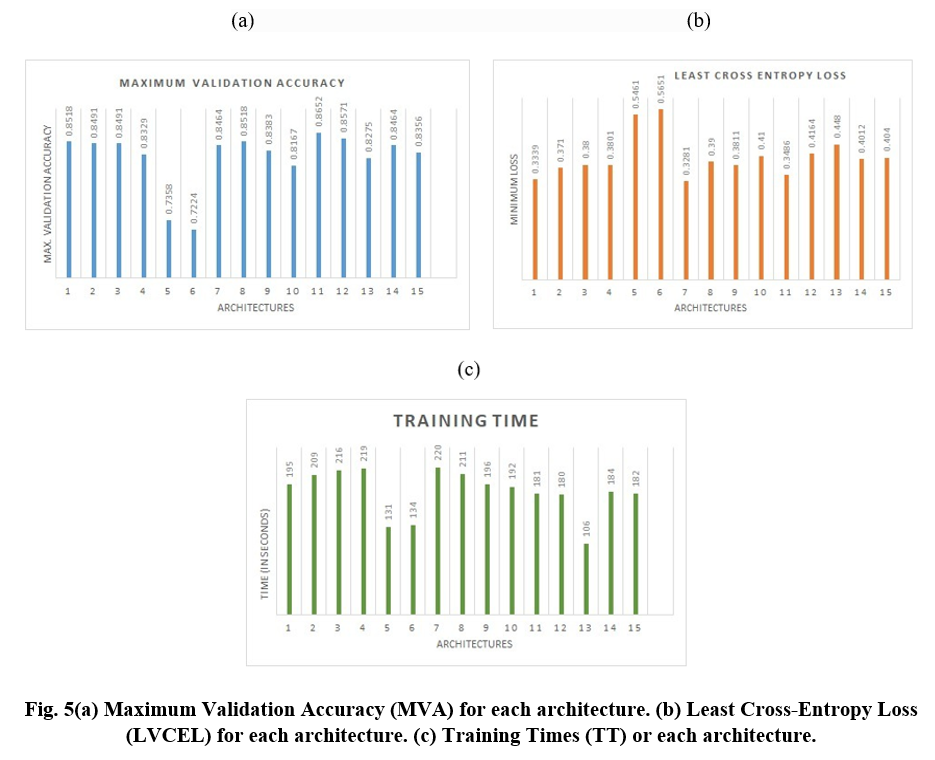 (a)
(b)
MAXIMUM VALIDATION ACCURACY
MAX. VALIDATION ACCURACY
0.8518
0.8491
0.8491
0.8329
0.7358
0.7224
0.8464
0.8518
0.8383
0.8167
0.8652
0.8571
0.8275
0.8464
0.8356
1 2 3 4 5 6 7 8 9 10 11 12 13 14 15
ARCHITECTURES
LEAST CROSS ENTROPY LOSS
MINIMUM LOSS
0.3339
0.371
0.38
0.3801
0.5461
0.5651
0.3281
0.39
0.3811
0.41
0.3486
0.4164
0.448
0.4012
0.404
1 2 3 4 5 6 7 8 9 10 11 12 13 14 15
ARCHITECTURES
(c)
TRAINING TIME
TIME (IN SECONDS)
195
209
216
219
131
134
220
211
196
192
181
180
106
184
182
1 2 3 4 5 6 7 8 9 10 11 12 13 14 15
ARCHITECTURES
Fig. 5(a) Maximum Validation Accuracy (MVA) for each architecture. (b) Least Cross-Entropy Loss
(LVCEL) for each architecture. (c) Training Times (TT) or each architecture.